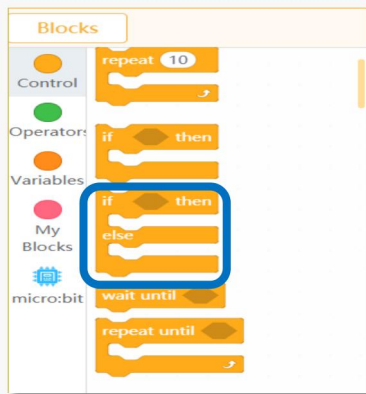 Blocks
Control
Operators
Variables
My
Blocks
micro:bit
repeat 10
if then
if then
else
wait until
repeat until